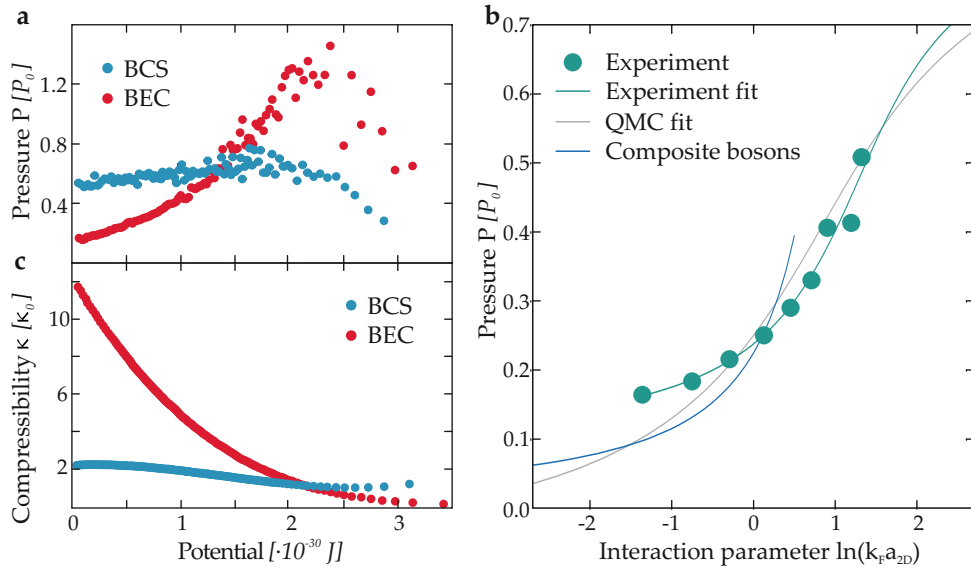 a
BCS
BEC
Pressure P [P₀]
1.2
0.8
0.4
c
BCS
BEC
Compressibility κ [κ₀]
10
6
2
0
1
2
3
Potential [·10⁻³⁰ J]
b
Experiment
Experiment fit
QMC fit
Composite bosons
Pressure P [P₀]
0.7
0.6
0.5
0.4
0.3
0.2
0.1
0.0
-2
-1
0
1
2
Interaction parameter ln(k_F a_2D)